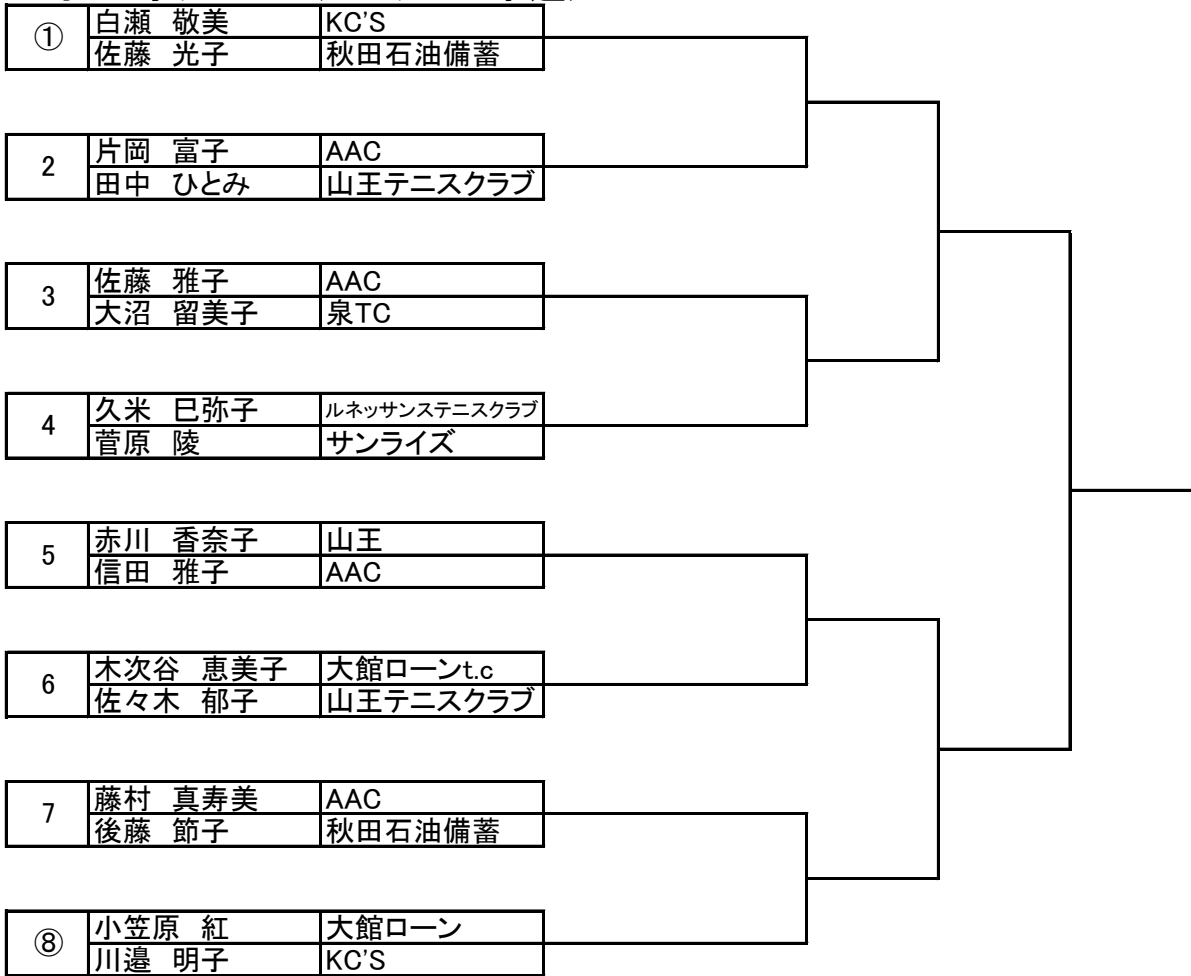 ① 白瀬 敬美 KC'S
佐藤 光子 秋田石油備蓄
2 片岡 富子 AAC
田中 ひとみ 山王テニスクラブ
3 佐藤 雅子 AAC
大沼 留美子 泉TC
4 久米 巳弥子 ルネッサンステニスクラブ
菅原 陵 サンライズ
5 赤川 香奈子 山王
信田 雅子 AAC
6 木次谷 恵美子 大館ローンt.c
佐々木 郁子 山王テニスクラブ
7 藤村 真寿美 AAC
後藤 節子 秋田石油備蓄
⑧ 小笠原 紅 大館ローン
川邉 明子 KC'S